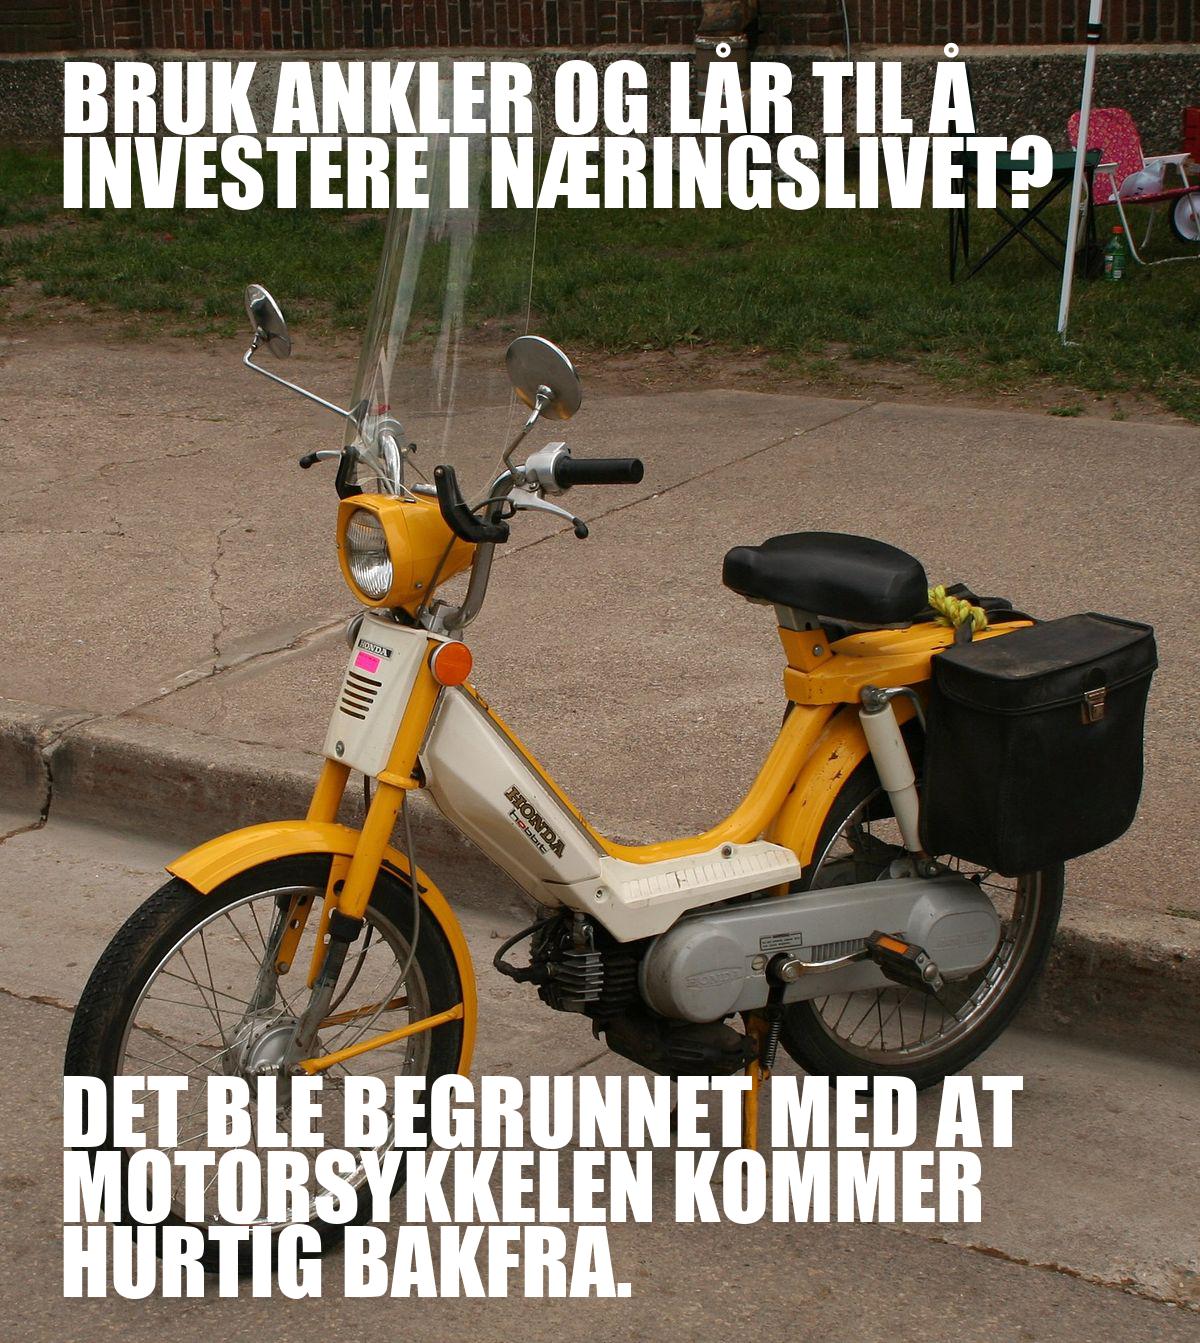 BRUK ANKLER OG LÅR TIL Å
INVESTERE I NÆRINGSLIVET?
HONDA
HONDA
hobbit
HONDA
DET BLE BEGRUNNET MED AT
MOTORSYKKELEN KOMMER
HURTIG BAKFRA.